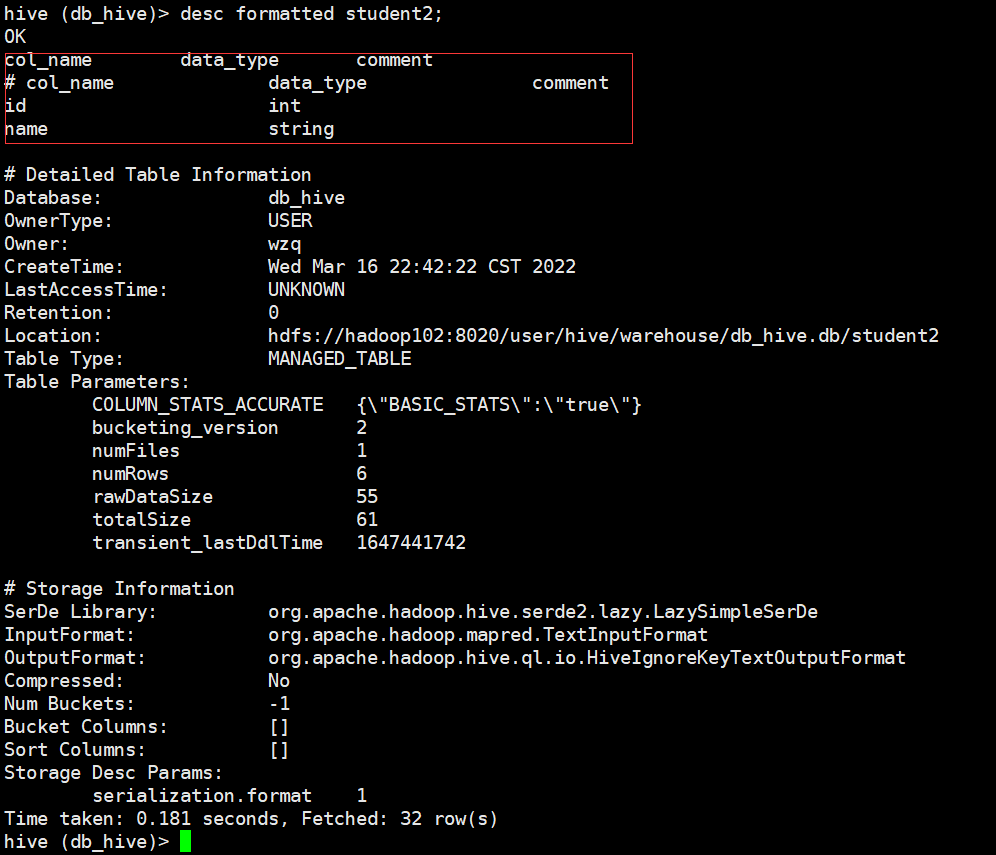 hive (db_hive)> desc formatted student2;
OK
col_name data_type comment
# col_name data_type comment
id int
name string
# Detailed Table Information
Database: db_hive
OwnerType: USER
Owner: wzq
CreateTime: Wed Mar 16 22:42:22 CST 2022
LastAccessTime: UNKNOWN
Retention: 0
Location: hdfs://hadoop102:8020/user/hive/warehouse/db_hive.db/student2
Table Type: MANAGED_TABLE
Table Parameters:
COLUMN_STATS_ACCURATE {\"BASIC_STATS\":\"true\"}
bucketing_version 2
numFiles 1
numRows 6
rawDataSize 55
totalSize 61
transient_lastDdlTime 1647441742
# Storage Information
SerDe Library: org.apache.hadoop.hive.serde2.lazy.LazySimpleSerDe
InputFormat: org.apache.hadoop.mapred.TextInputFormat
OutputFormat: org.apache.hadoop.hive.ql.io.HiveIgnoreKeyTextOutputFormat
Compressed: No
Num Buckets: -1
Bucket Columns: []
Sort Columns: []
Storage Desc Params:
serialization.format 1
Time taken: 0.181 seconds, Fetched: 32 row(s)
hive (db_hive)>